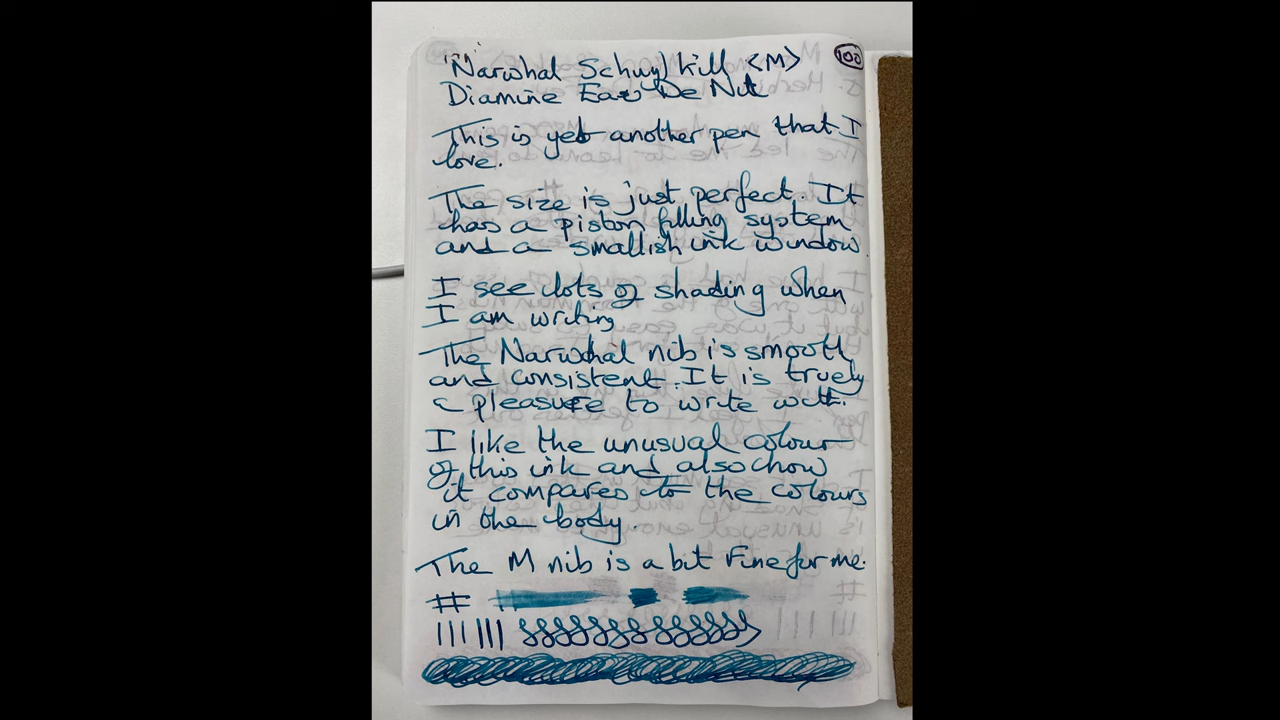 100
Narwhal Schuylkill <M>
Diamine Eau De Nil
This is yet another pen that I
love.
The size is just perfect. It
has a piston filling system
and a smallish ink window
I see lots of shading when
I am writing
The Narwhal nib is smooth
and consistent. It is truely
a pleasure to write with.
I like the unusual colour
of this ink and also how
it compares to the colours
in the body.
The M nib is a bit Fine for me.